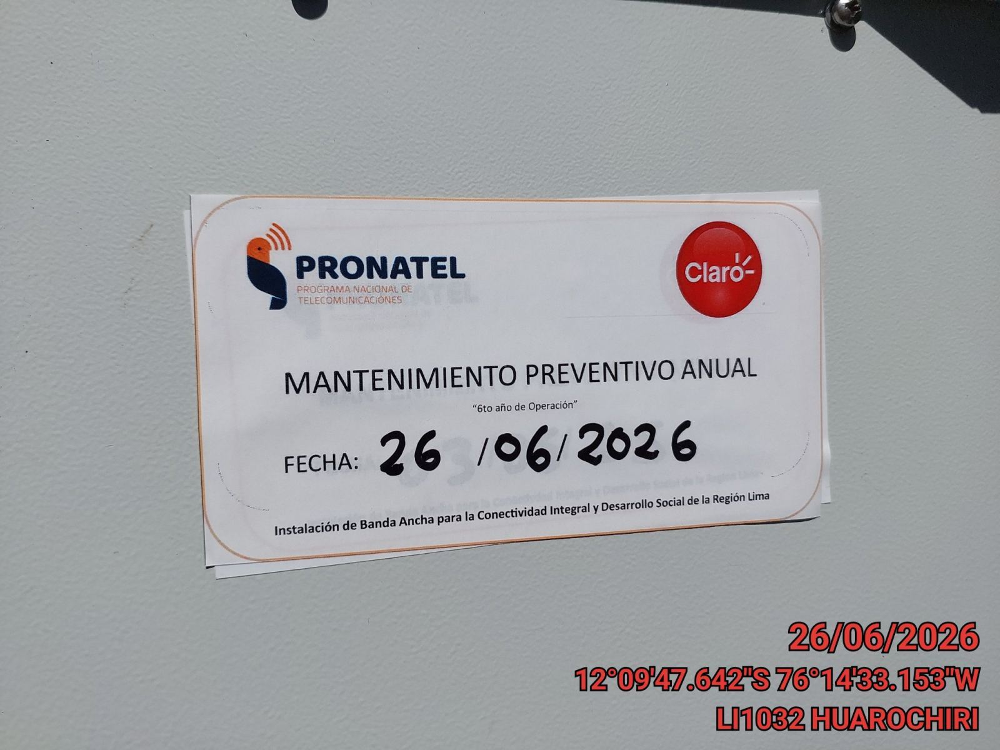 PRONATEL
PROGRAMA NACIONAL DE
TELECOMUNICACIONES
Claro
MANTENIMIENTO PREVENTIVO ANUAL
“6to año de Operación”
FECHA: 26 /06/2026
Instalación de Banda Ancha para la Conectividad Integral y Desarrollo Social de la Región Lima
26/06/2026
12°09'47.642"S 76°14'33.153"W
LI1032 HUAROCHIRI